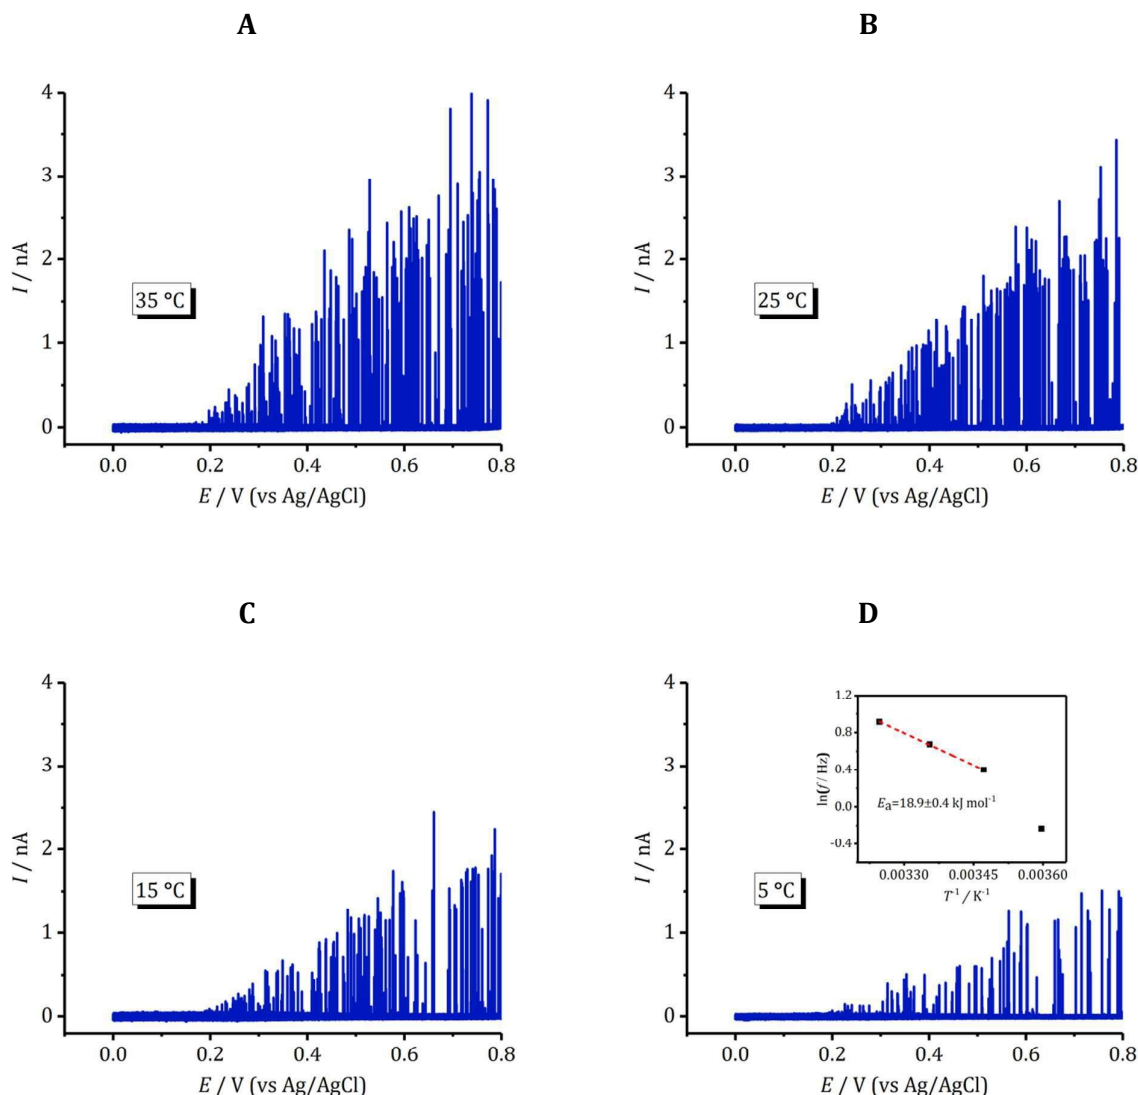 A
4
3
2
1
0
I / nA
35 °C
0.0 0.2 0.4 0.6 0.8
E / V (vs Ag/AgCl)
B
4
3
2
1
0
I / nA
25 °C
0.0 0.2 0.4 0.6 0.8
E / V (vs Ag/AgCl)
C
4
3
2
1
0
I / nA
15 °C
0.0 0.2 0.4 0.6 0.8
E / V (vs Ag/AgCl)
D
4
3
2
1
0
I / nA
5 °C
1.2
0.8
0.4
0.0
-0.4
ln(f / Hz)
Ea=18.9±0.4 kJ mol-1
0.00330 0.00345 0.00360
T-1 / K-1
0.0 0.2 0.4 0.6 0.8
E / V (vs Ag/AgCl)